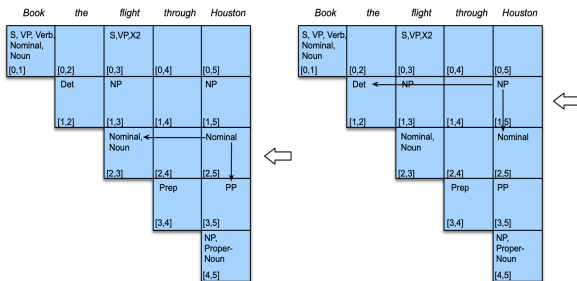 Book the flight through Houston
S, VP, Verb, Nominal, Noun [0,1]
[0,2]
S,VP,X2 [0,3]
[0,4]
[0,5]
Det [1,2]
NP [1,3]
[1,4]
NP [1,5]
Nominal, Noun [2,3]
[2,4]
Nominal [2,5]
Prep [3,4]
PP [3,5]
NP, Proper-Noun [4,5]
Book the flight through Houston
S, VP, Verb, Nominal, Noun [0,1]
[0,2]
S,VP,X2 [0,3]
[0,4]
[0,5]
Det [1,2]
NP [1,3]
[1,4]
NP [1,5]
Nominal, Noun [2,3]
[2,4]
Nominal [2,5]
Prep [3,4]
PP [3,5]
NP, Proper-Noun [4,5]